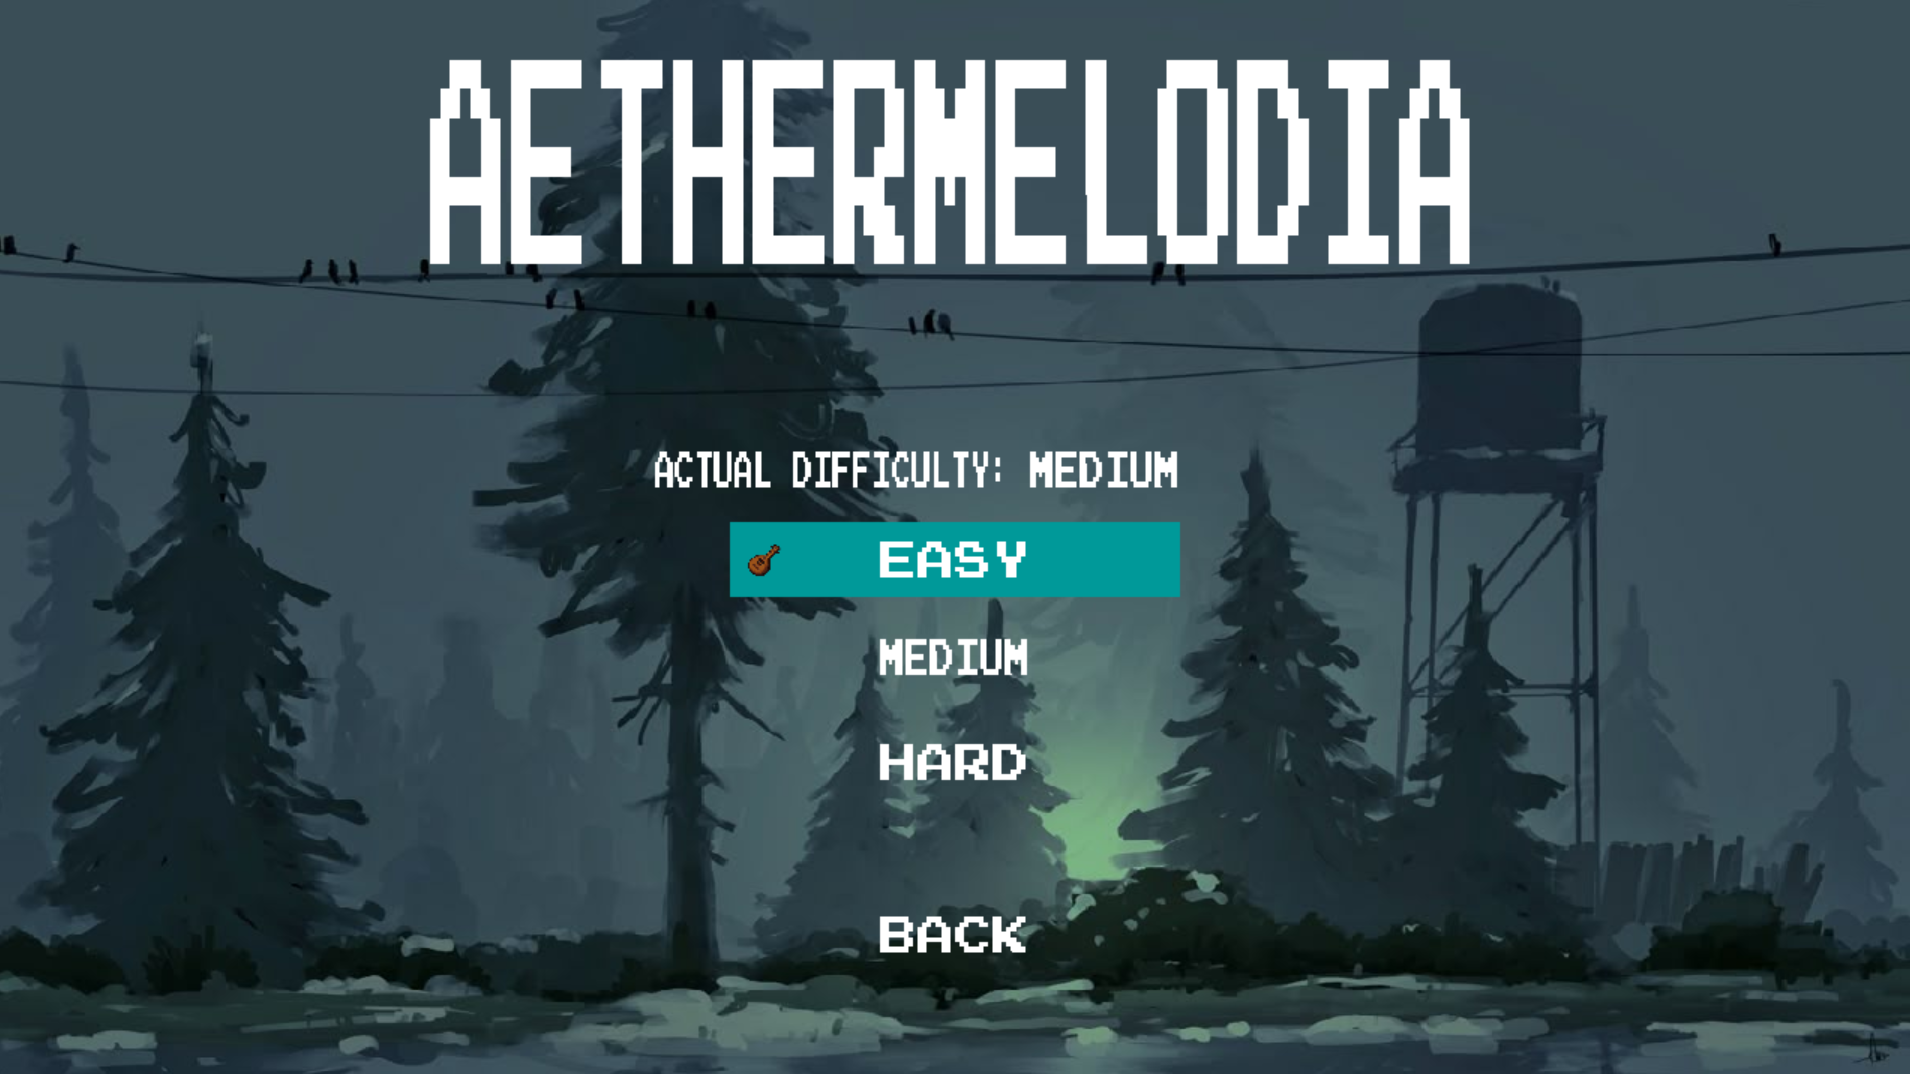 AETHERMELODIA
ACTUAL DIFFICULTY: MEDIUM
EASY
MEDIUM
HARD
BACK